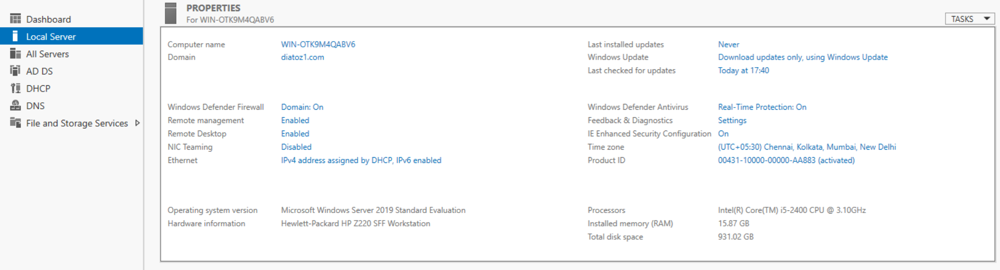 Dashboard
Local Server
All Servers
AD DS
DHCP
DNS
File and Storage Services
PROPERTIES
For WIN-OTK9M4QABV6
TASKS
Computer name WIN-OTK9M4QABV6
Domain diatoz1.com
Last installed updates Never
Windows Update Download updates only, using Windows Update
Last checked for updates Today at 17:40
Windows Defender Firewall Domain: On
Remote management Enabled
Remote Desktop Enabled
NIC Teaming Disabled
Ethernet IPv4 address assigned by DHCP, IPv6 enabled
Windows Defender Antivirus Real-Time Protection: On
Feedback & Diagnostics Settings
IE Enhanced Security Configuration On
Time zone (UTC+05:30) Chennai, Kolkata, Mumbai, New Delhi
Product ID 00431-10000-00000-AA883 (activated)
Operating system version Microsoft Windows Server 2019 Standard Evaluation
Hardware information Hewlett-Packard HP Z220 SFF Workstation
Processors Intel(R) Core(TM) i5-2400 CPU @ 3.10GHz
Installed memory (RAM) 15.87 GB
Total disk space 931.02 GB